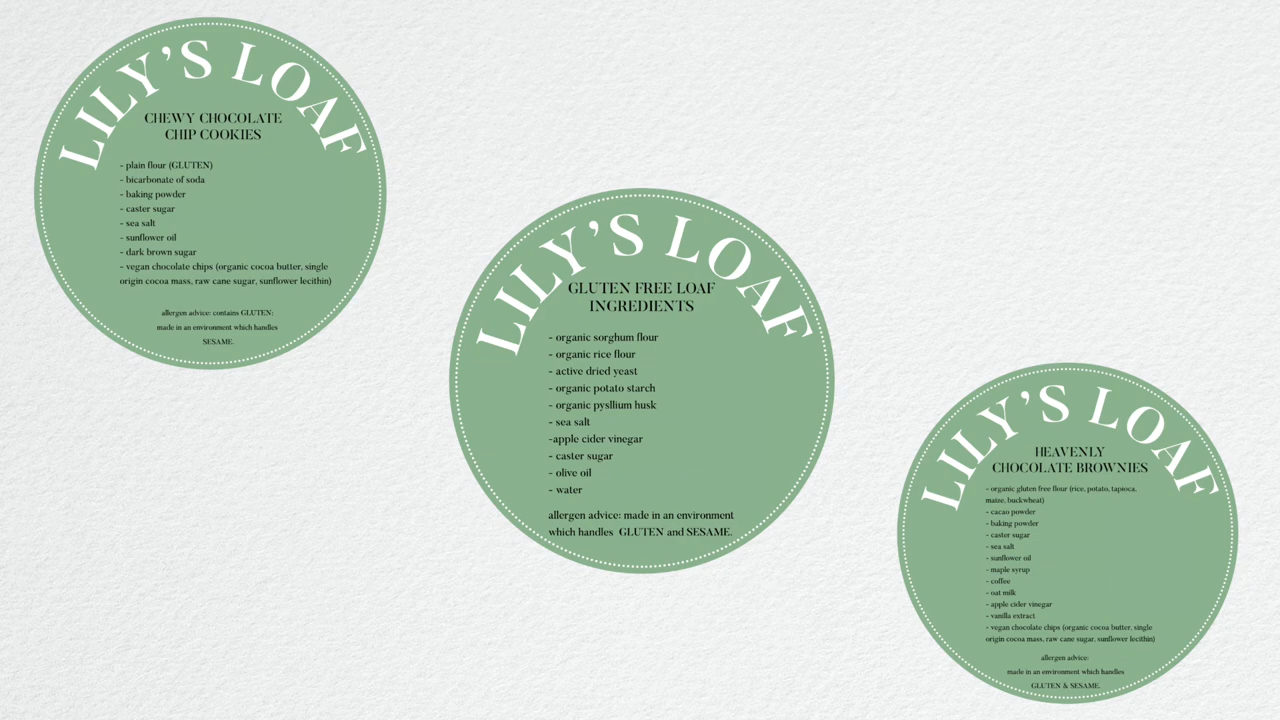 LILY'S LOAF
CHEWY CHOCOLATE
CHIP COOKIES
- plain flour (GLUTEN)
- bicarbonate of soda
- baking powder
- caster sugar
- sea salt
- sunflower oil
- dark brown sugar
- vegan chocolate chips (organic cocoa butter, single
origin cocoa mass, raw cane sugar, sunflower lecithin)
allergen advice: contains GLUTEN:
made in an environment which handles
SESAME.
LILY'S LOAF
GLUTEN FREE LOAF
INGREDIENTS
- organic sorghum flour
- organic rice flour
- active dried yeast
- organic potato starch
- organic pysllium husk
- sea salt
-apple cider vinegar
- caster sugar
- olive oil
- water
allergen advice: made in an environment
which handles GLUTEN and SESAME.
LILY'S LOAF
HEAVENLY
CHOCOLATE BROWNIES
- organic gluten free flour (rice, potato, tapioca,
maize, buckwheat)
- cacao powder
- baking powder
- caster sugar
- sea salt
- sunflower oil
- maple syrup
- coffee
- oat milk
- apple cider vinegar
- vanilla extract
- vegan chocolate chips (organic cocoa butter, single
origin cocoa mass, raw cane sugar, sunflower lecithin)
allergen advice:
made in an environment which handles
GLUTEN & SESAME.